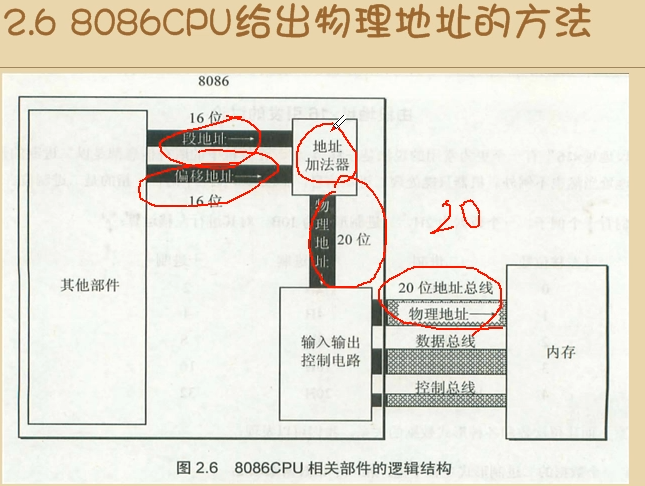 2.6 8086CPU给出物理地址的方法
8086
16 位
段地址
偏移地址
16 位
地址
加法器
物理地址
20 位
20
其他部件
输入输出
控制电路
20 位地址总线
物理地址
数据总线
控制总线
内存
图 2.6 8086CPU 相关部件的逻辑结构